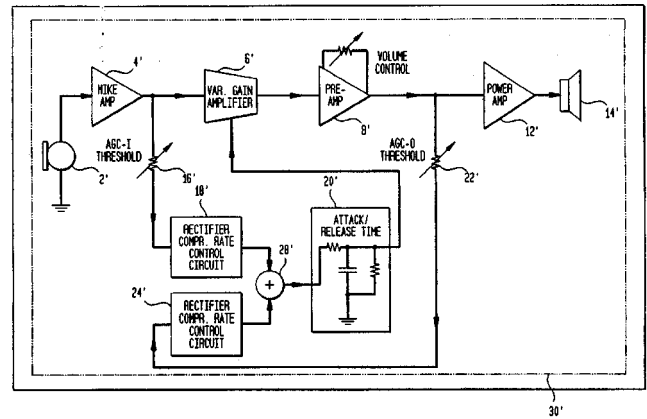 4'
MIKE
AMP
6'
VAR. GAIN
AMPLIFIER
PRE-
AMP
8'
VOLUME
CONTROL
POWER
AMP
12'
14'
2'
AGC-I
THRESHOLD
16'
AGC-O
THRESHOLD
22'
18'
RECTIFIER
COMPR. RATE
CONTROL
CIRCUIT
20'
ATTACK/
RELEASE TIME
28'
+
24'
RECTIFIER
COMPR. RATE
CONTROL
CIRCUIT
30'